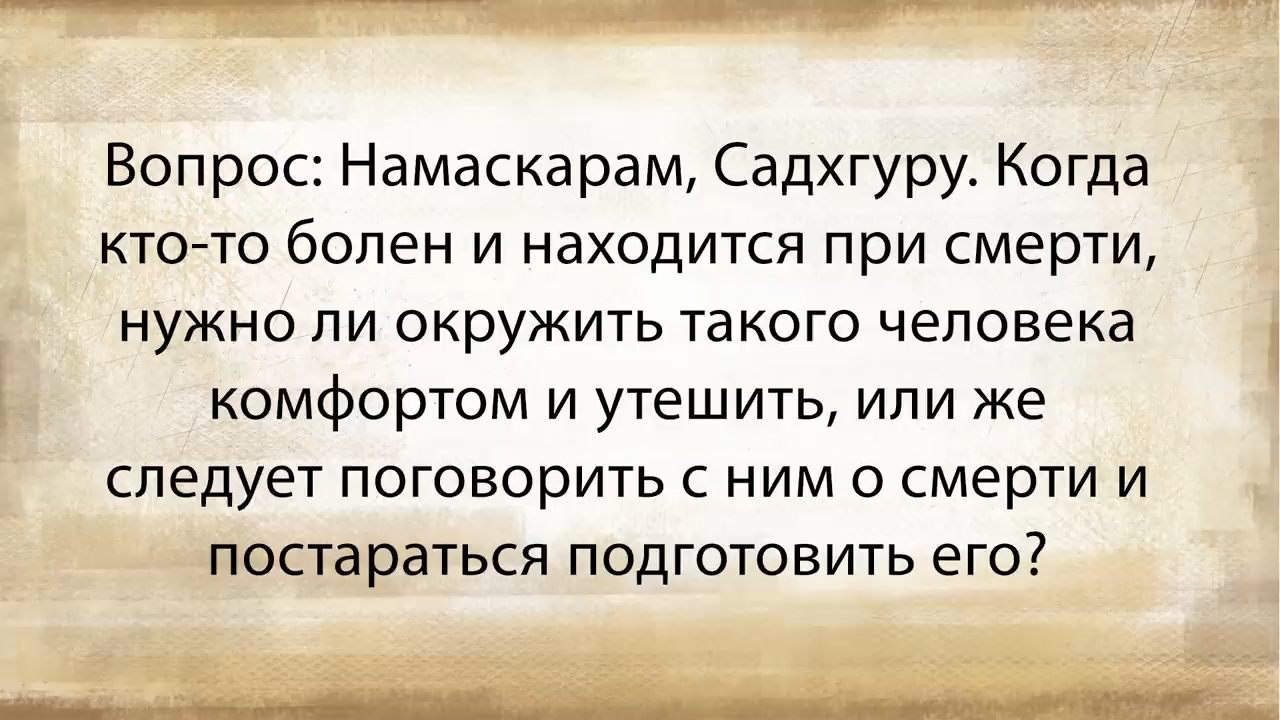 Вопрос: Намаскарам, Садхгуру. Когда
кто-то болен и находится при смерти,
нужно ли окружить такого человека
комфортом и утешить, или же
следует поговорить с ним о смерти и
постараться подготовить его?